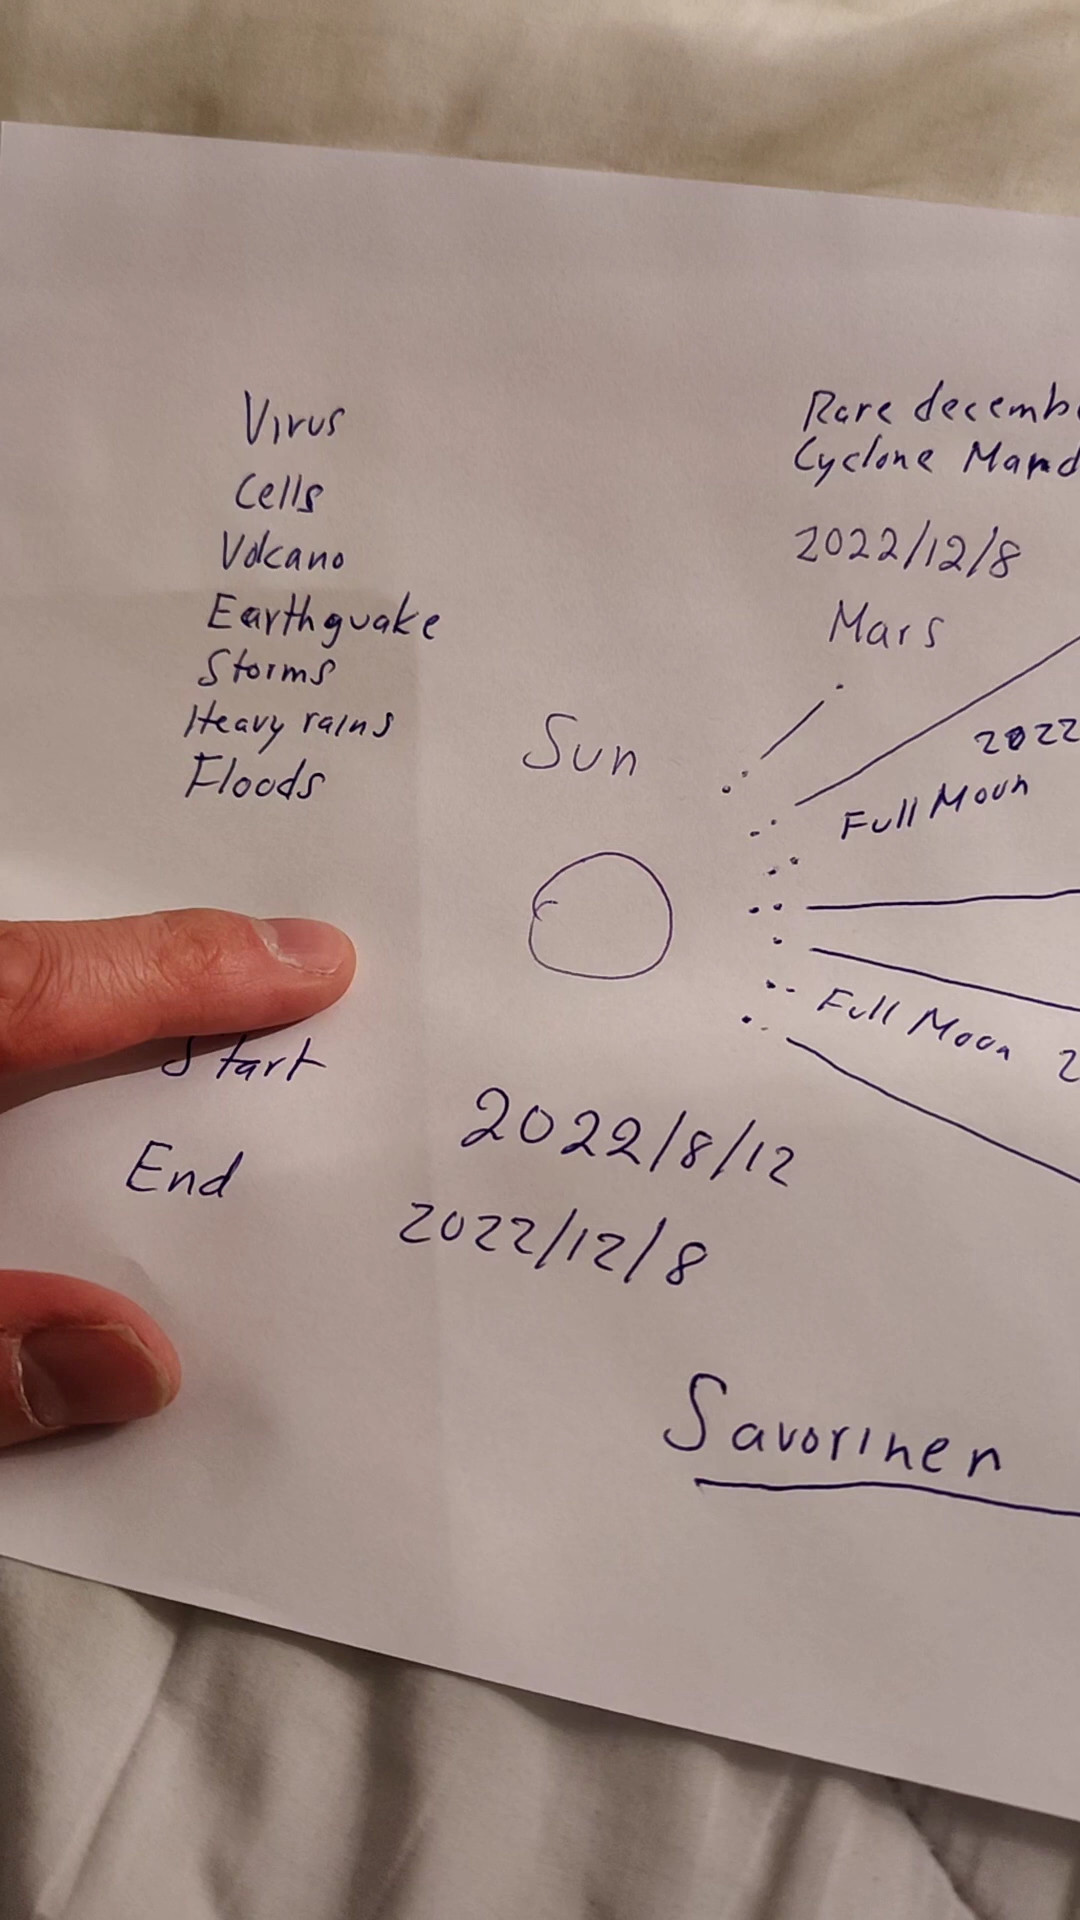 Virus
Cells
Volcano
Earthquake
Storms
Heavy rains
Floods
Rare decemb
Cyclone Mand
2022/12/8
Mars
Sun
2022
Full Moon
Full Moon 2
Start
2022/8/12
End
2022/12/8
Savorinen